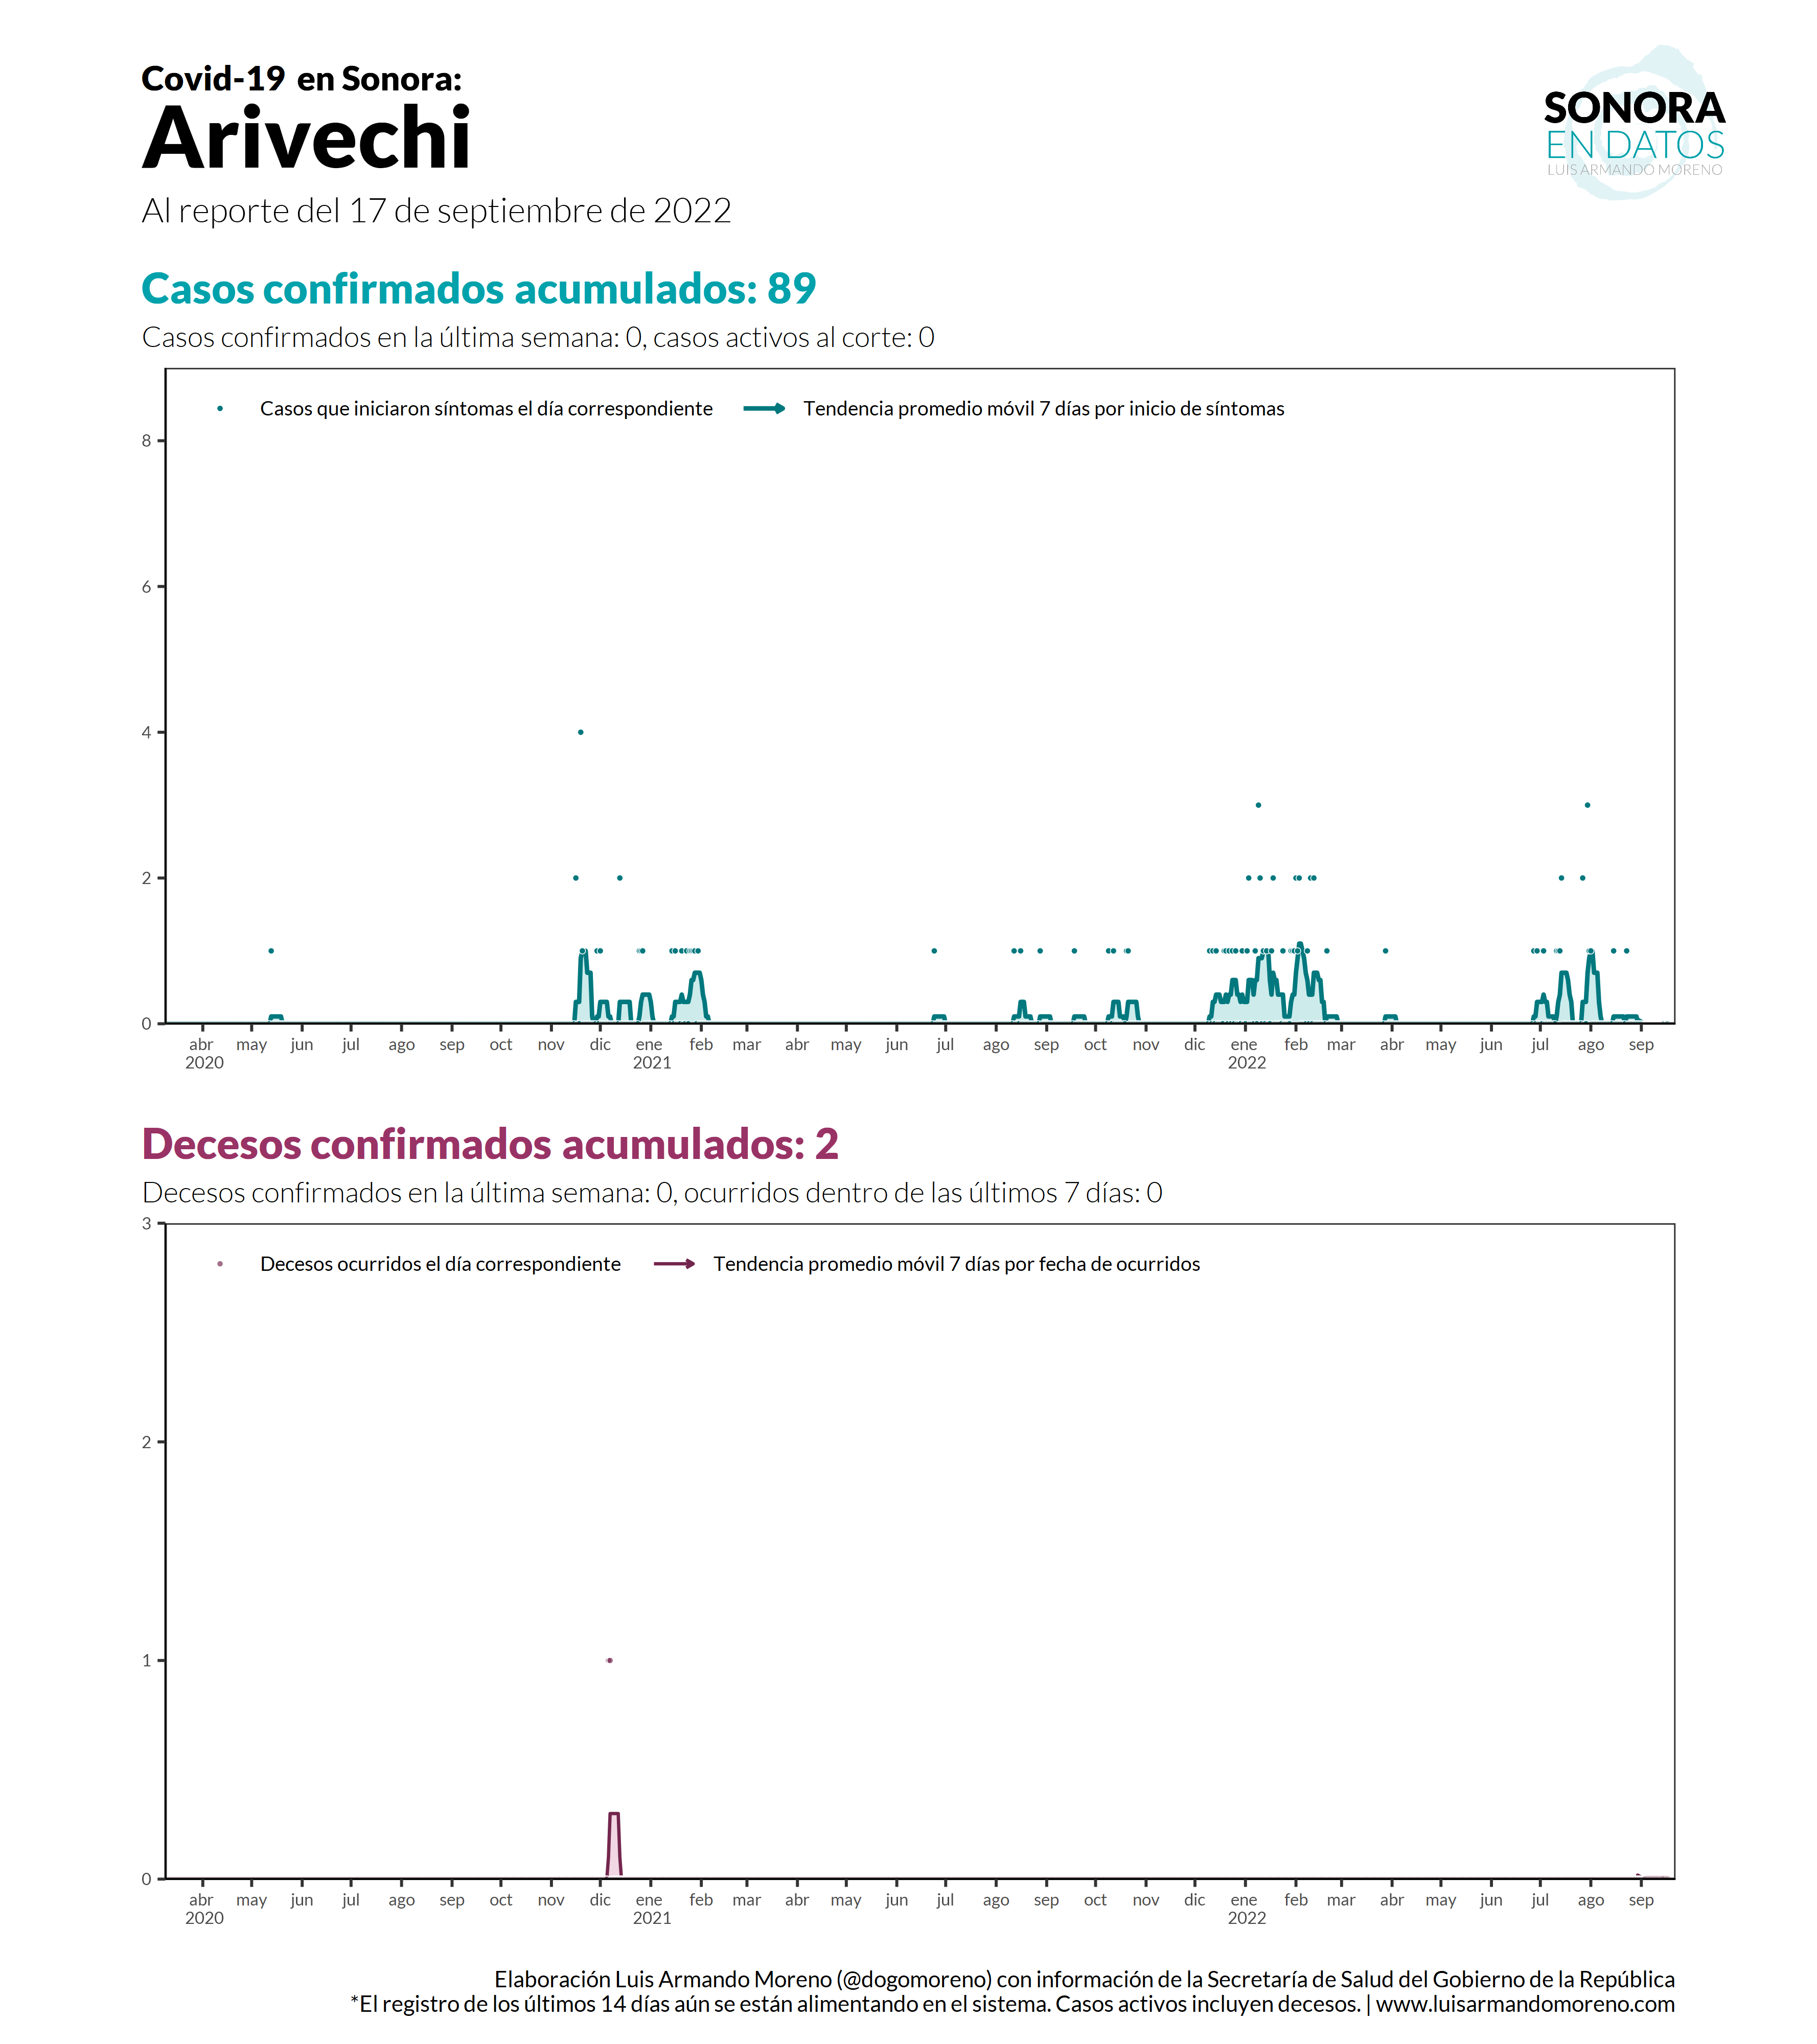 Covid-19 en Sonora:
Arivechi
Al reporte del 17 de septiembre de 2022
SONORA
EN DATOS
LUIS ARMANDO MORENO
Casos confirmados acumulados: 89
Casos confirmados en la última semana: 0, casos activos al corte: 0
Casos que iniciaron síntomas el día correspondiente Tendencia promedio móvil 7 días por inicio de síntomas
8
6
4
2
0
abr may jun jul ago sep oct nov dic ene feb mar abr may jun jul ago sep oct nov dic ene feb mar abr may jun jul ago sep
2020 2021 2022
Decesos confirmados acumulados: 2
Decesos confirmados en la última semana: 0, ocurridos dentro de las últimos 7 días: 0
3
Decesos ocurridos el día correspondiente Tendencia promedio móvil 7 días por fecha de ocurridos
2
1
0
abr may jun jul ago sep oct nov dic ene feb mar abr may jun jul ago sep oct nov dic ene feb mar abr may jun jul ago sep
2020 2021 2022
Elaboración Luis Armando Moreno (@dogomoreno) con información de la Secretaría de Salud del Gobierno de la República
*El registro de los últimos 14 días aún se están alimentando en el sistema. Casos activos incluyen decesos. | www.luisarmandomoreno.com